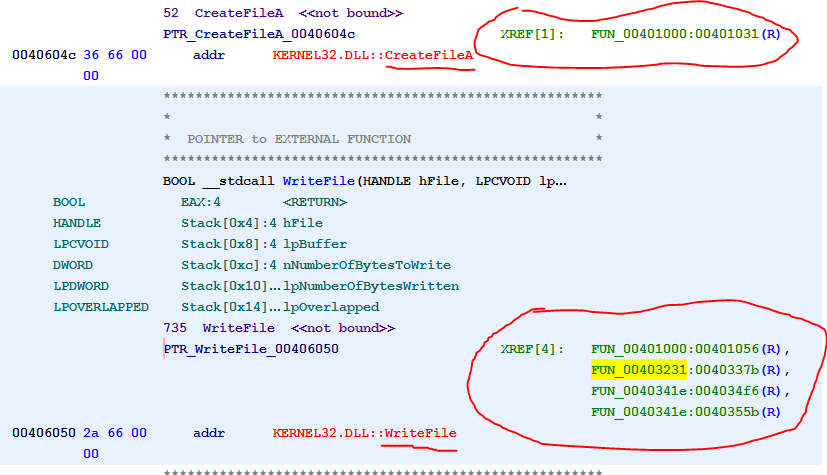 52 CreateFileA <<not bound>>
PTR_CreateFileA_0040604c XREF[1]: FUN_00401000:00401031(R)
0040604c 36 66 00 addr KERNEL32.DLL::CreateFileA
00
************************************************************
* *
* POINTER to EXTERNAL FUNCTION *
************************************************************
BOOL __stdcall WriteFile(HANDLE hFile, LPCVOID lp...
BOOL EAX:4 <RETURN>
HANDLE Stack[0x4]:4 hFile
LPCVOID Stack[0x8]:4 lpBuffer
DWORD Stack[0xc]:4 nNumberOfBytesToWrite
LPDWORD Stack[0x10]... lpNumberOfBytesWritten
LPOVERLAPPED Stack[0x14]... lpOverlapped
735 WriteFile <<not bound>>
PTR_WriteFile_00406050 XREF[4]: FUN_00401000:00401056(R),
FUN_00403231:0040337b(R),
FUN_0040341e:004034f6(R),
FUN_0040341e:0040355b(R)
00406050 2a 66 00 addr KERNEL32.DLL::WriteFile
00
************************************************************